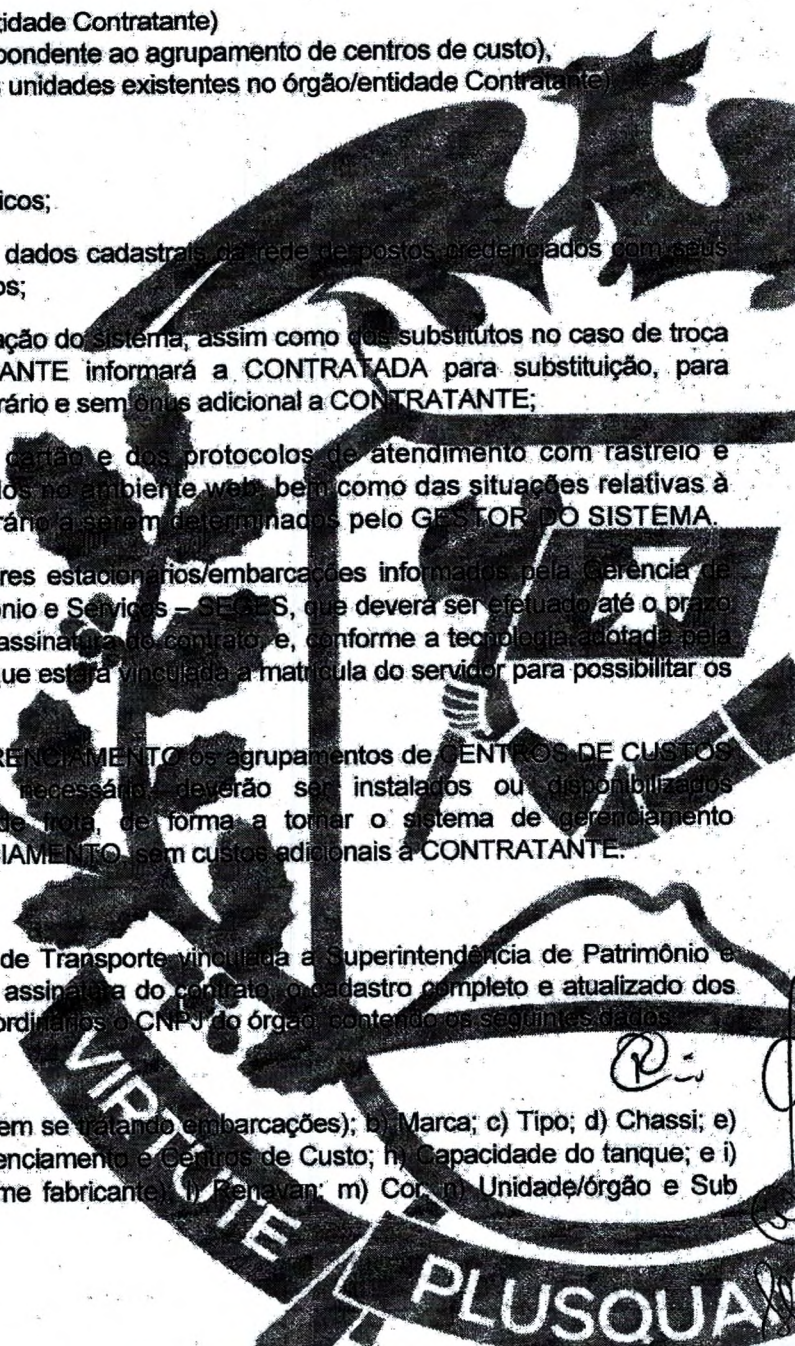 tidade Contratante)
pondente ao agrupamento de centros de custo),
s unidades existentes no órgão/entidade Contratante)
icos;
dados cadastrais da rede de postos credenciados com seus
os;
ação do sistema, assim como dos substitutos no caso de troca
ANTE informará a CONTRATADA para substituição, para
rário e sem ônus adicional a CONTRATANTE;
cartão e dos protocolos de atendimento com rastreio e
dos no ambiente web, bem como das situações relativas à
rário a serem determinados pelo GESTOR DO SISTEMA.
res estacionários/embarcações informados pela Gerência de
ônio e Serviços – SEGES, que deverá ser efetuado até o prazo
assinatura do contrato, e, conforme a tecnologia adotada pela
que estará vinculada a matrícula do servidor para possibilitar os
RENCIAMENTO os agrupamentos de CENTROS DE CUSTOS
necessário, deverão ser instalados ou disponibilizados
de frota, de forma a tornar o sistema de gerenciamento
CIAMENTO, sem custos adicionais à CONTRATANTE.
de Transporte vinculada a Superintendência de Patrimônio e
assinatura do contrato, o cadastro completo e atualizado dos
ordinários o CNPJ do órgão, contendo os seguintes dados:
em se tratando embarcações); b) Marca; c) Tipo; d) Chassi; e)
enciamento e Centros de Custo; h) Capacidade do tanque; e i)
me fabricante); l) Renavan; m) Cor; n) Unidade/órgão e Sub
VIRTUTE
PLUSQUA